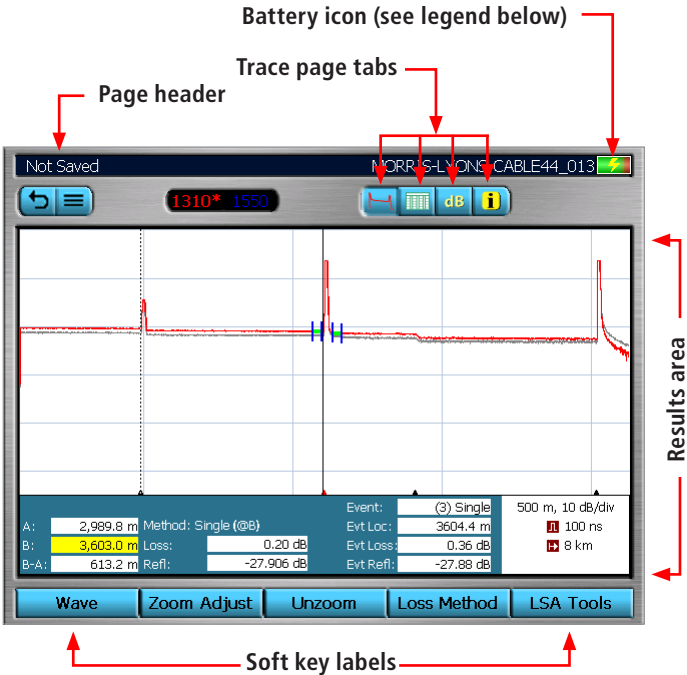 Battery icon (see legend below)
Trace page tabs
Page header
Not Saved MORRIS-LYONS-CABLE44_013
1310* 1550 dB i
Results area
Event: (3) Single 500 m, 10 dB/div
A: 2,989.8 m Method: Single (@B) Evt Loc: 3604.4 m 100 ns
B: 3,603.0 m Loss: 0.20 dB Evt Loss: 0.36 dB 8 km
B-A: 613.2 m Refl: -27.906 dB Evt Refl: -27.88 dB
Wave Zoom Adjust Unzoom Loss Method LSA Tools
Soft key labels